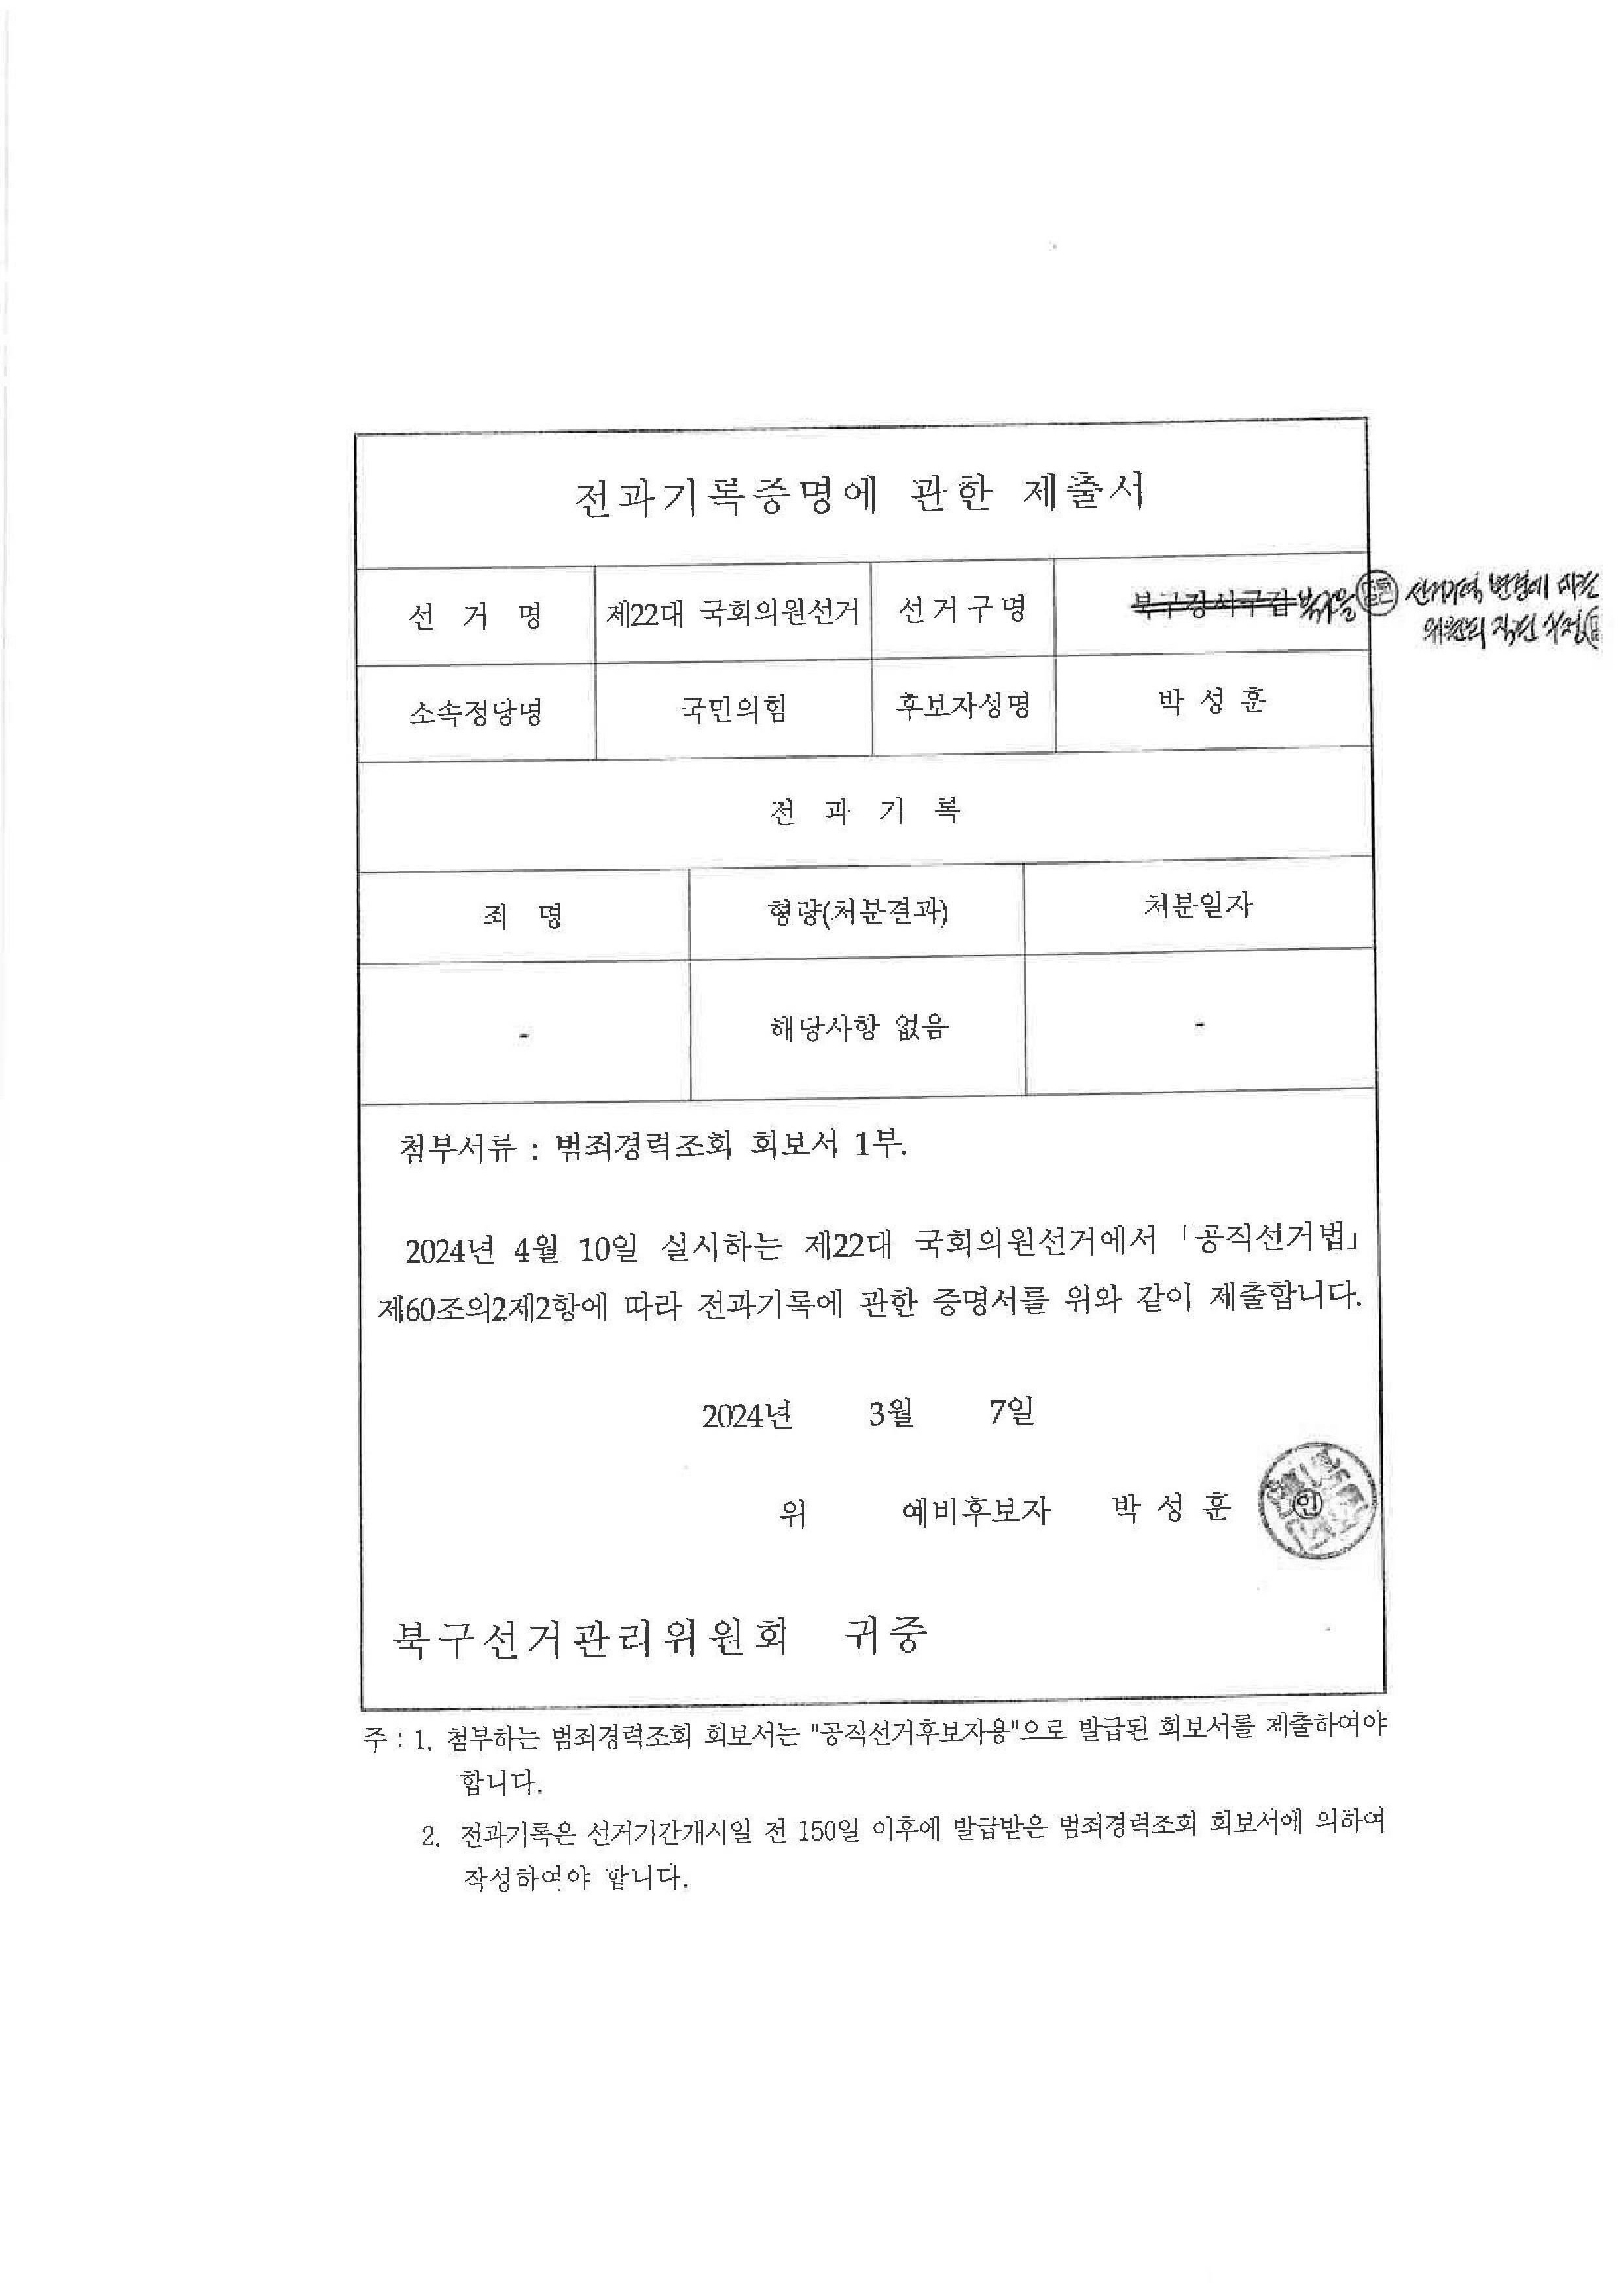 전과기록증명에 관한 제출서
선 거 명 제22대 국회의원선거 선거구명 북구강서구갑 북구을 선거구역 변경에 따른
위원회 직권 수정
소속정당명 국민의힘 후보자성명 박 성 훈
전 과 기 록
죄 명 형량(처분결과) 처분일자
- 해당사항 없음 -
첨부서류 : 범죄경력조회 회보서 1부.
2024년 4월 10일 실시하는 제22대 국회의원선거에서 「공직선거법」
제60조의2제2항에 따라 전과기록에 관한 증명서를 위와 같이 제출합니다.
2024년 3월 7일
위 예비후보자 박 성 훈 인
북구선거관리위원회 귀중
주 : 1. 첨부하는 범죄경력조회 회보서는 "공직선거후보자용"으로 발급된 회보서를 제출하여야
합니다.
2. 전과기록은 선거기간개시일 전 150일 이후에 발급받은 범죄경력조회 회보서에 의하여
작성하여야 합니다.